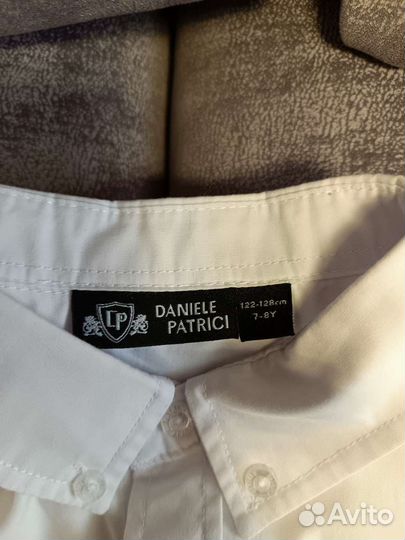 DP
DANIELE
PATRICI
122-128cm
7-8Y
Avito